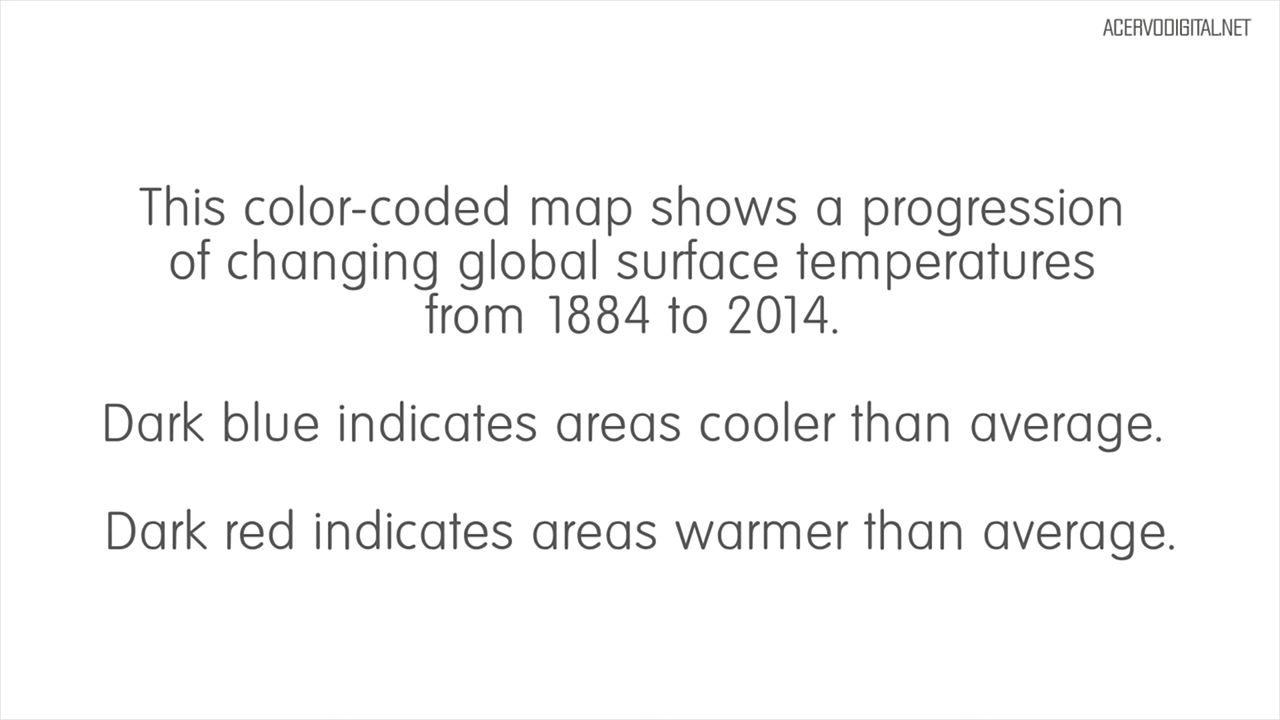 ACERVODIGITAL.NET
This color-coded map shows a progression
of changing global surface temperatures
from 1884 to 2014.
Dark blue indicates areas cooler than average.
Dark red indicates areas warmer than average.